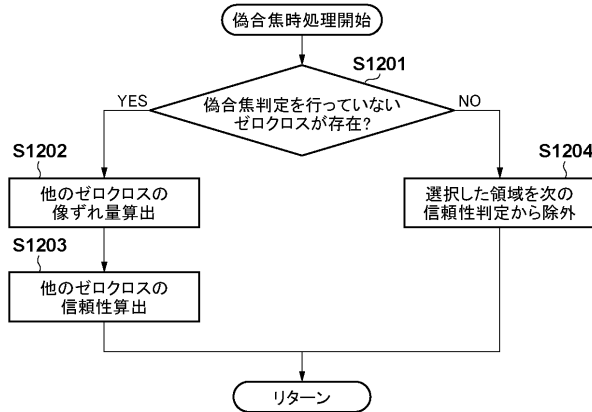 偽合焦時処理開始
S1201
偽合焦判定を行っていない
ゼロクロスが存在?
YES
NO
S1202
他のゼロクロスの
像ずれ量算出
S1203
他のゼロクロスの
信頼性算出
S1204
選択した領域を次の
信頼性判定から除外
リターン